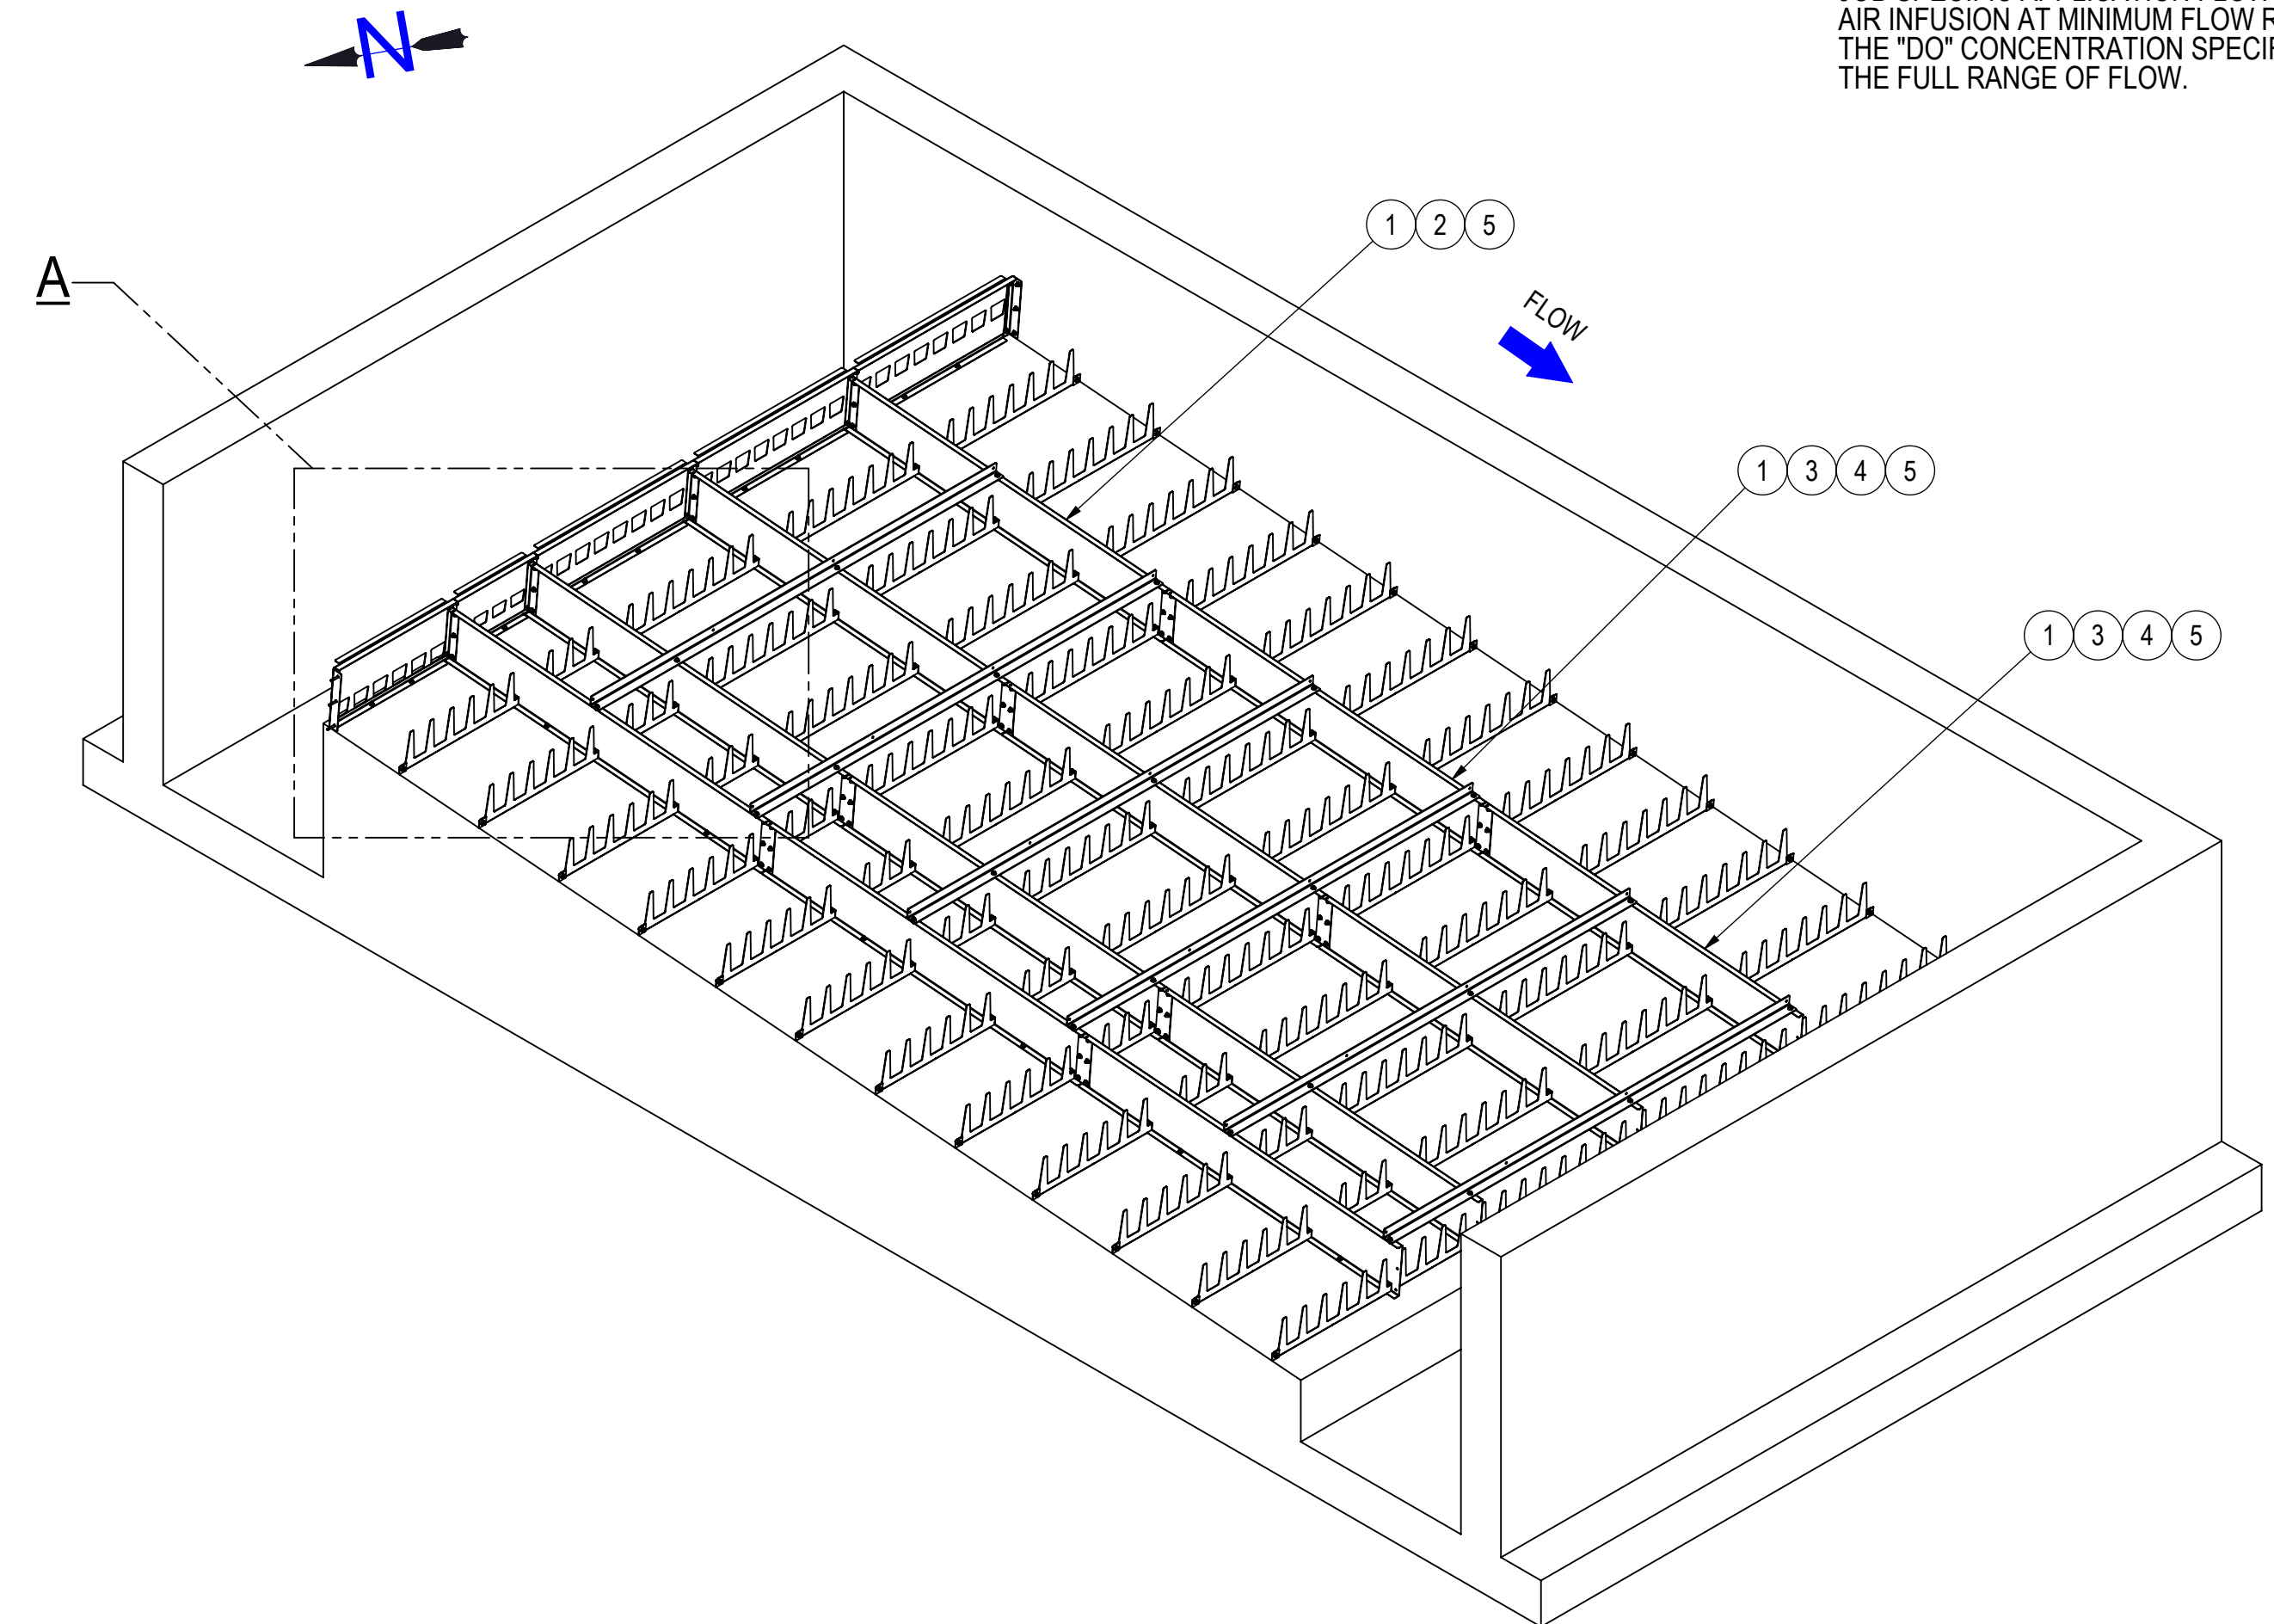 AIR INFUSION AT MINIMUM FLOW
THE "DO" CONCENTRATION
THE FULL RANGE OF FLOW.
N
A
1 2 5
FLOW
1 3 4 5
1 3 4 5